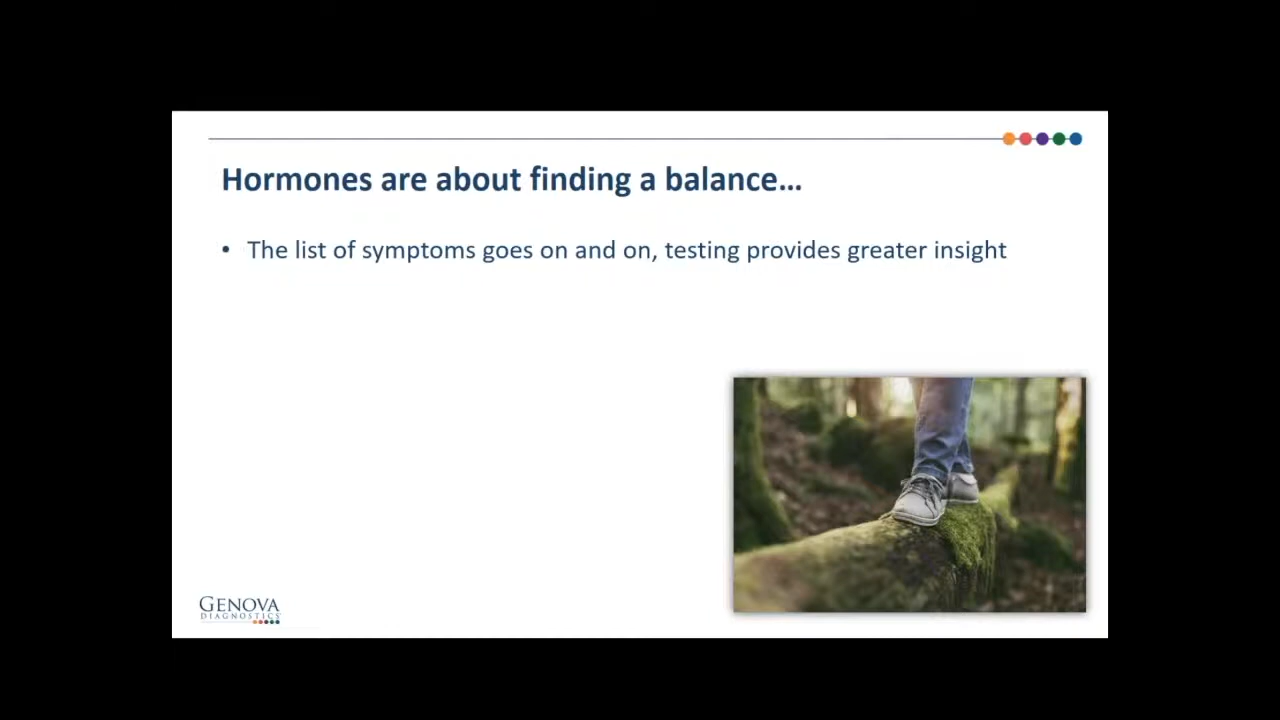 Hormones are about finding a balance...
• The list of symptoms goes on and on, testing provides greater insight
GENOVA
DIAGNOSTICS